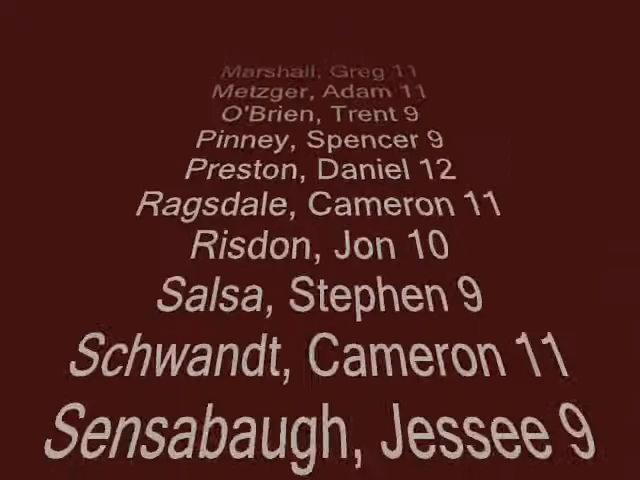 Marshall, Greg 11
Metzger, Adam 11
O'Brien, Trent 9
Pinney, Spencer 9
Preston, Daniel 12
Ragsdale, Cameron 11
Risdon, Jon 10
Salsa, Stephen 9
Schwandt, Cameron 11
Sensabaugh, Jessee 9